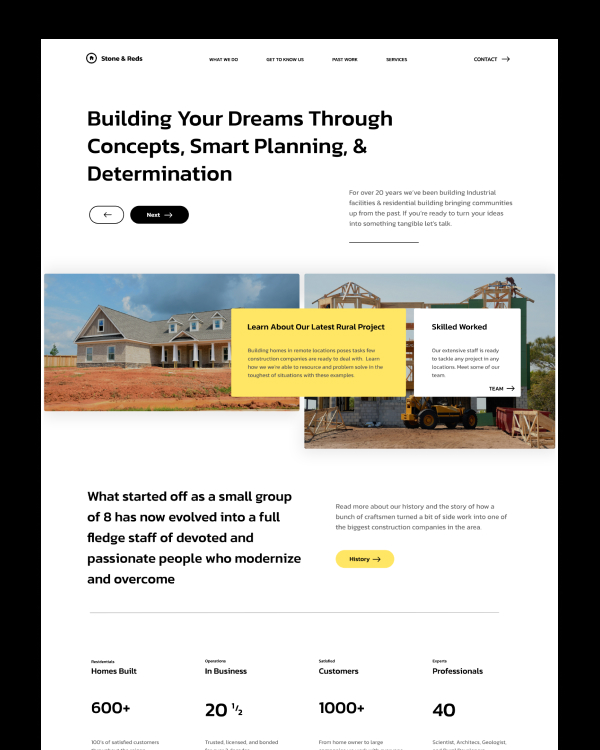 Stone & Reds
WHAT WE DO
GET TO KNOW US
PAST WORK
SERVICES
CONTACT
Building Your Dreams Through
Concepts, Smart Planning, &
Determination
For over 20 years we've been building industrial
facilities & residential building bringing communities
up from the past. If you're ready to turn your ideas
into something tangible let's talk.
Next
Learn About Our Latest Rural Project
Building homes in remote locations poses tasks few
construction companies are ready to deal with. Learn
how we we're able to resource and problem solve in the
toughest of situations with these examples.
Skilled Worked
Our extensive staff is ready
to tackle any project in any
locations. Meet some of our
team.
TEAM
What started off as a small group
of 8 has now evolved into a full
fledge staff of devoted and
passionate people who modernize
and overcome
Read more about our history and the story of how a
bunch of craftsmen turned a bit of side work into one of
the biggest construction companies in the area.
History
Residentials
Homes Built
600+
100's of satisfied customers
Operations
In Business
20 1/2
Trusted, licensed, and bonded
Satisfied
Customers
1000+
From home owner to large
Experts
Professionals
40
Scientist, Architecs, Geologist,